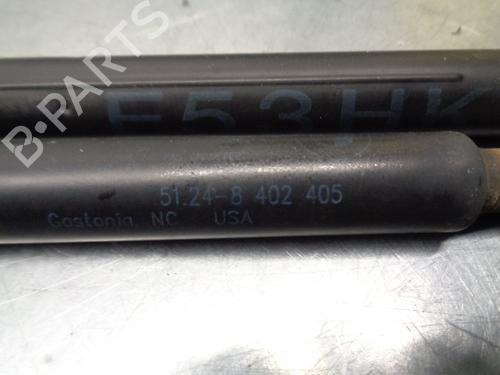 B-PARTS
E53HK
51.24-8 402 405
Gastonia, NC USA